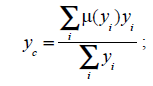 y_c = \frac{\sum_i \mu(y_i) y_i}{\sum_i y_i} ;